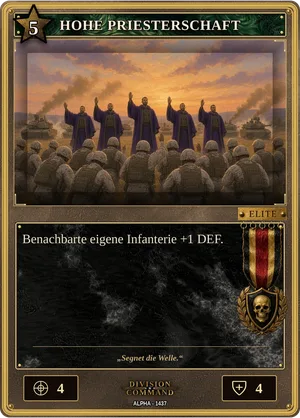 5
HOHE PRIESTERSCHAFT
ELITE
Benachbarte eigene Infanterie +1 DEF.
„Segnet die Welle.“
4
DIVISION
COMMAND
ALPHA - 1437
4